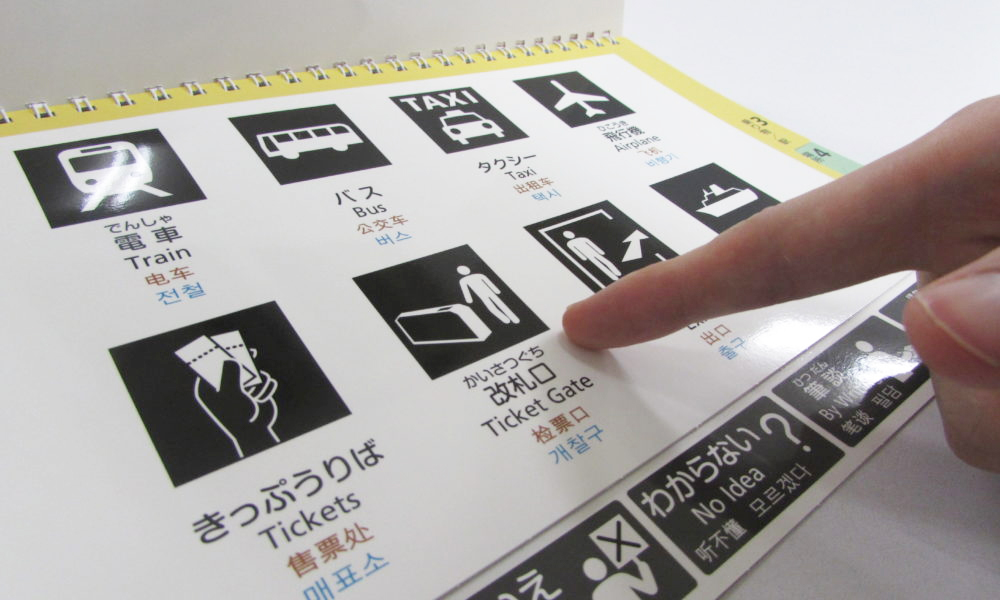 でんしゃ
電車
Train
电车
전철
バス
Bus
公交车
버스
TAXI
タクシー
Taxi
出租车
택시
ひこうき
飛行機
Airplane
飞机
비행기
3
4
きっぷうりば
Tickets
售票处
매표소
かいさつぐち
改札口
Ticket Gate
检票口
개찰구
出口
출구
わからない
?
No Idea
听不懂 모르겠다
ひつだん
筆談
By
笔谈 필담